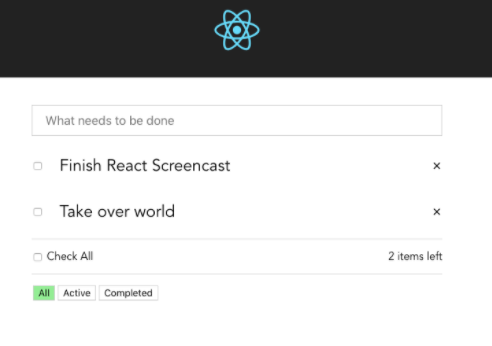 What needs to be done
Finish React Screencast ×
Take over world ×
Check All 2 items left
All Active Completed